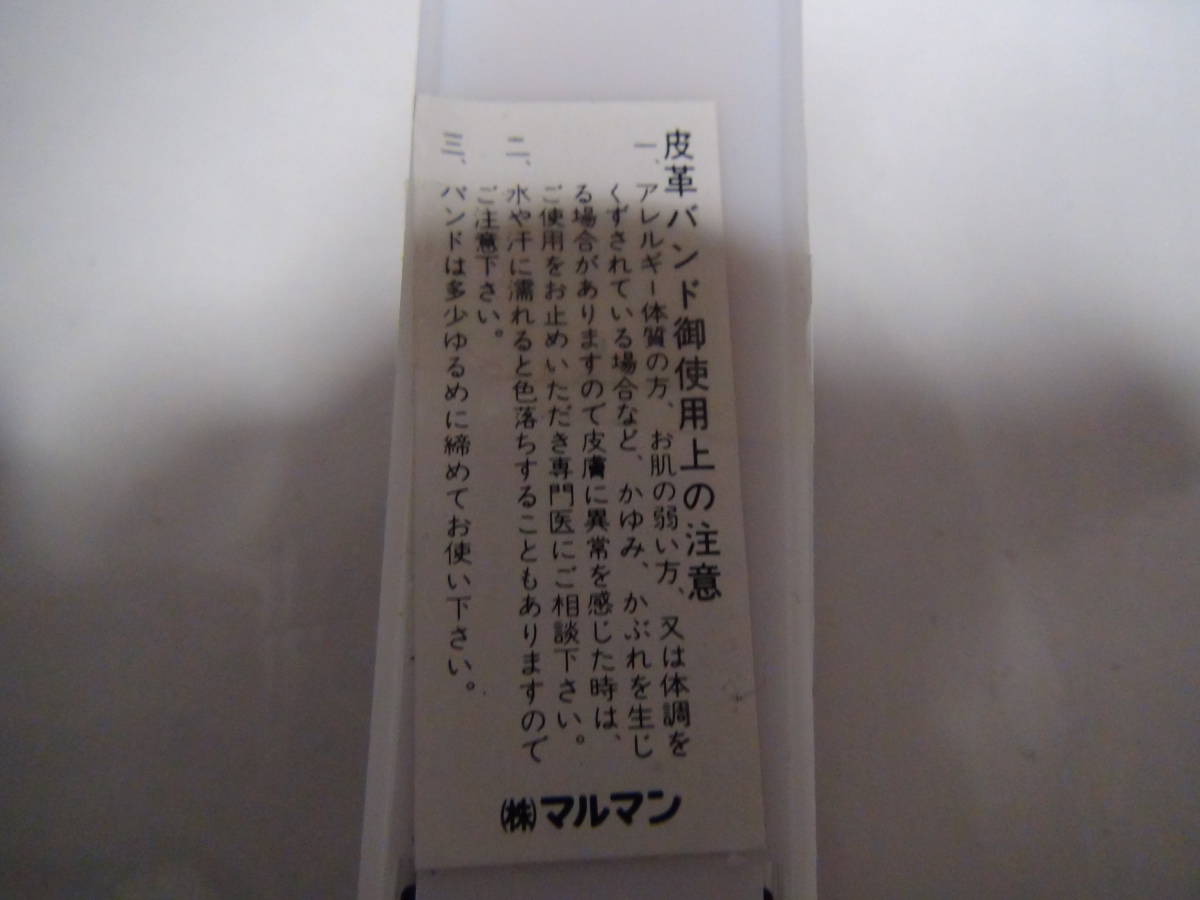 皮革バンド御使用上の注意
一、アレルギー体質の方、お肌の弱い方、又は体調を
くずされている場合など、かゆみ、かぶれを生じ
る場合がありますので皮膚に異常を感じた時は、
ご使用をお止めいただき専門医にご相談下さい。
二、水や汗に濡れると色落ちすることもありますので
ご注意下さい。
三、バンドは多少ゆるめに締めてお使い下さい。
㈱マルマン